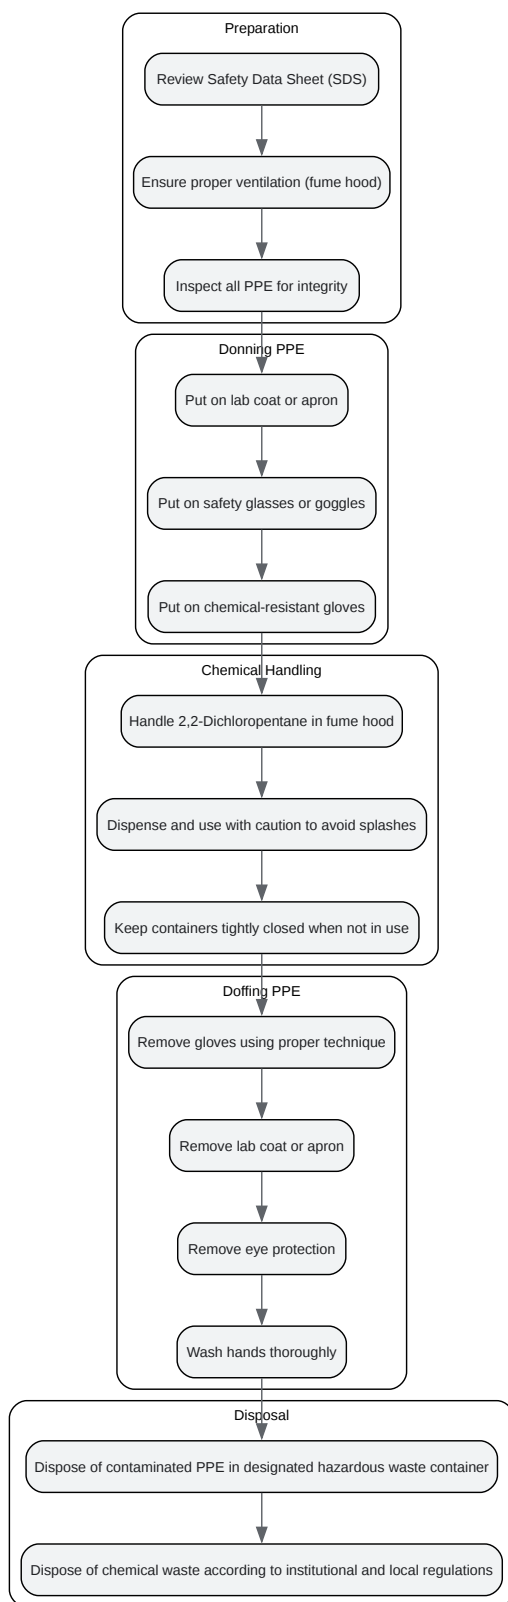 Preparation
Review Safety Data Sheet (SDS)
Ensure proper ventilation (fume hood)
Inspect all PPE for integrity
Donning PPE
Put on lab coat or apron
Put on safety glasses or goggles
Put on chemical-resistant gloves
Chemical Handling
Handle 2,2-Dichloropentane in fume hood
Dispense and use with caution to avoid splashes
Keep containers tightly closed when not in use
Doffing PPE
Remove gloves using proper technique
Remove lab coat or apron
Remove eye protection
Wash hands thoroughly
Disposal
Dispose of contaminated PPE in designated hazardous waste container
Dispose of chemical waste according to institutional and local regulations